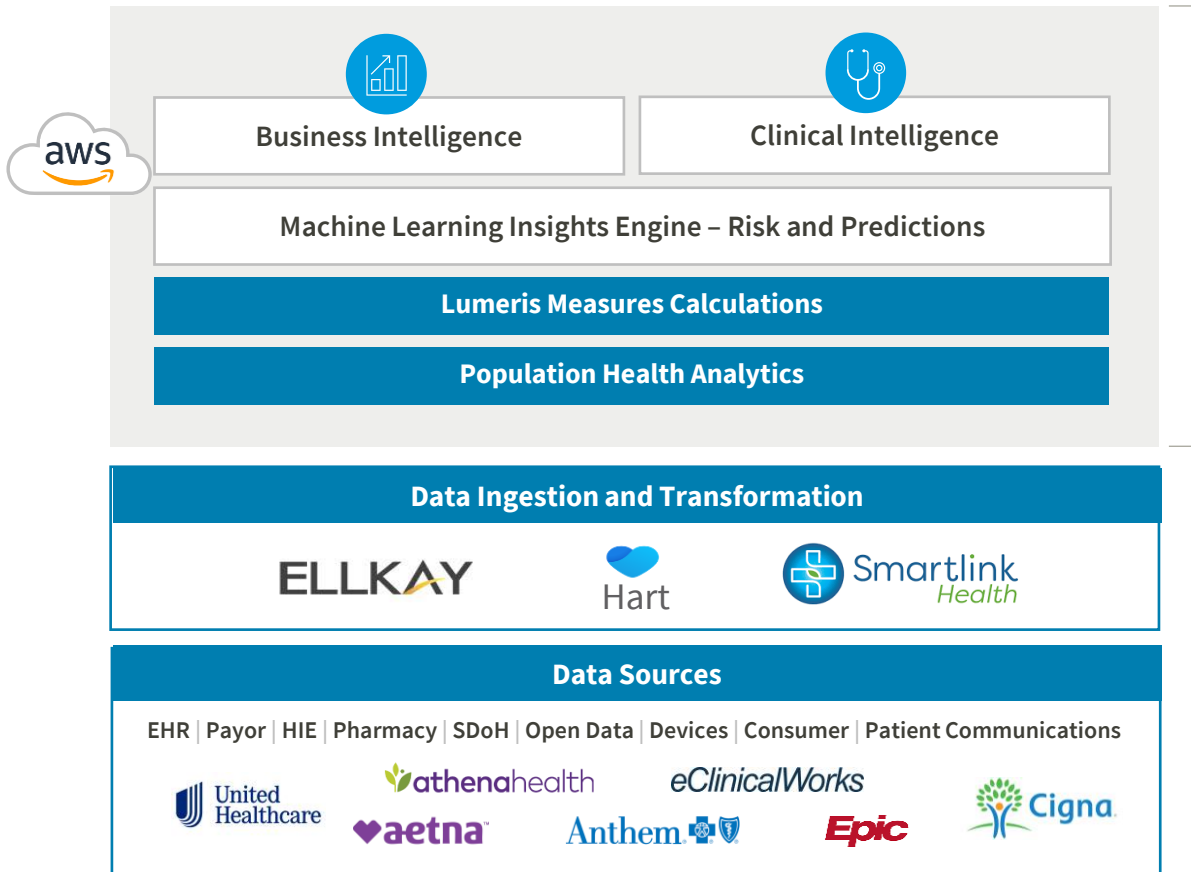 Business Intelligence
Clinical Intelligence
aws
Machine Learning Insights Engine – Risk and Predictions
Lumeris Measures Calculations
Population Health Analytics
Data Ingestion and Transformation
ELLKAY
Hart
Smartlink
Health
Data Sources
EHR | Payor | HIE | Pharmacy | SDoH | Open Data | Devices | Consumer | Patient Communications
United
Healthcare
athenahealth
eClinicalWorks
Cigna
aetna
Anthem
Epic